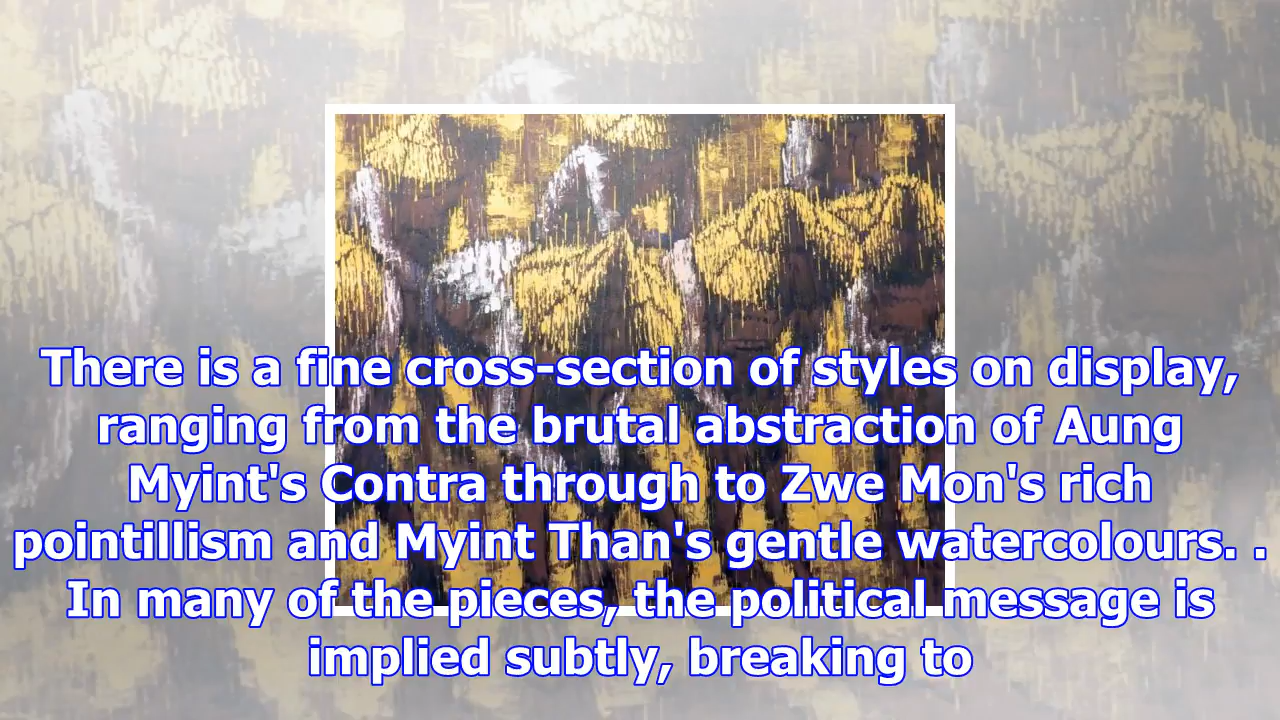 There is a fine cross-section of styles on display,
ranging from the brutal abstraction of Aung
Myint's Contra through to Zwe Mon's rich
pointillism and Myint Than's gentle watercolours. .
In many of the pieces, the political message is
implied subtly, breaking to